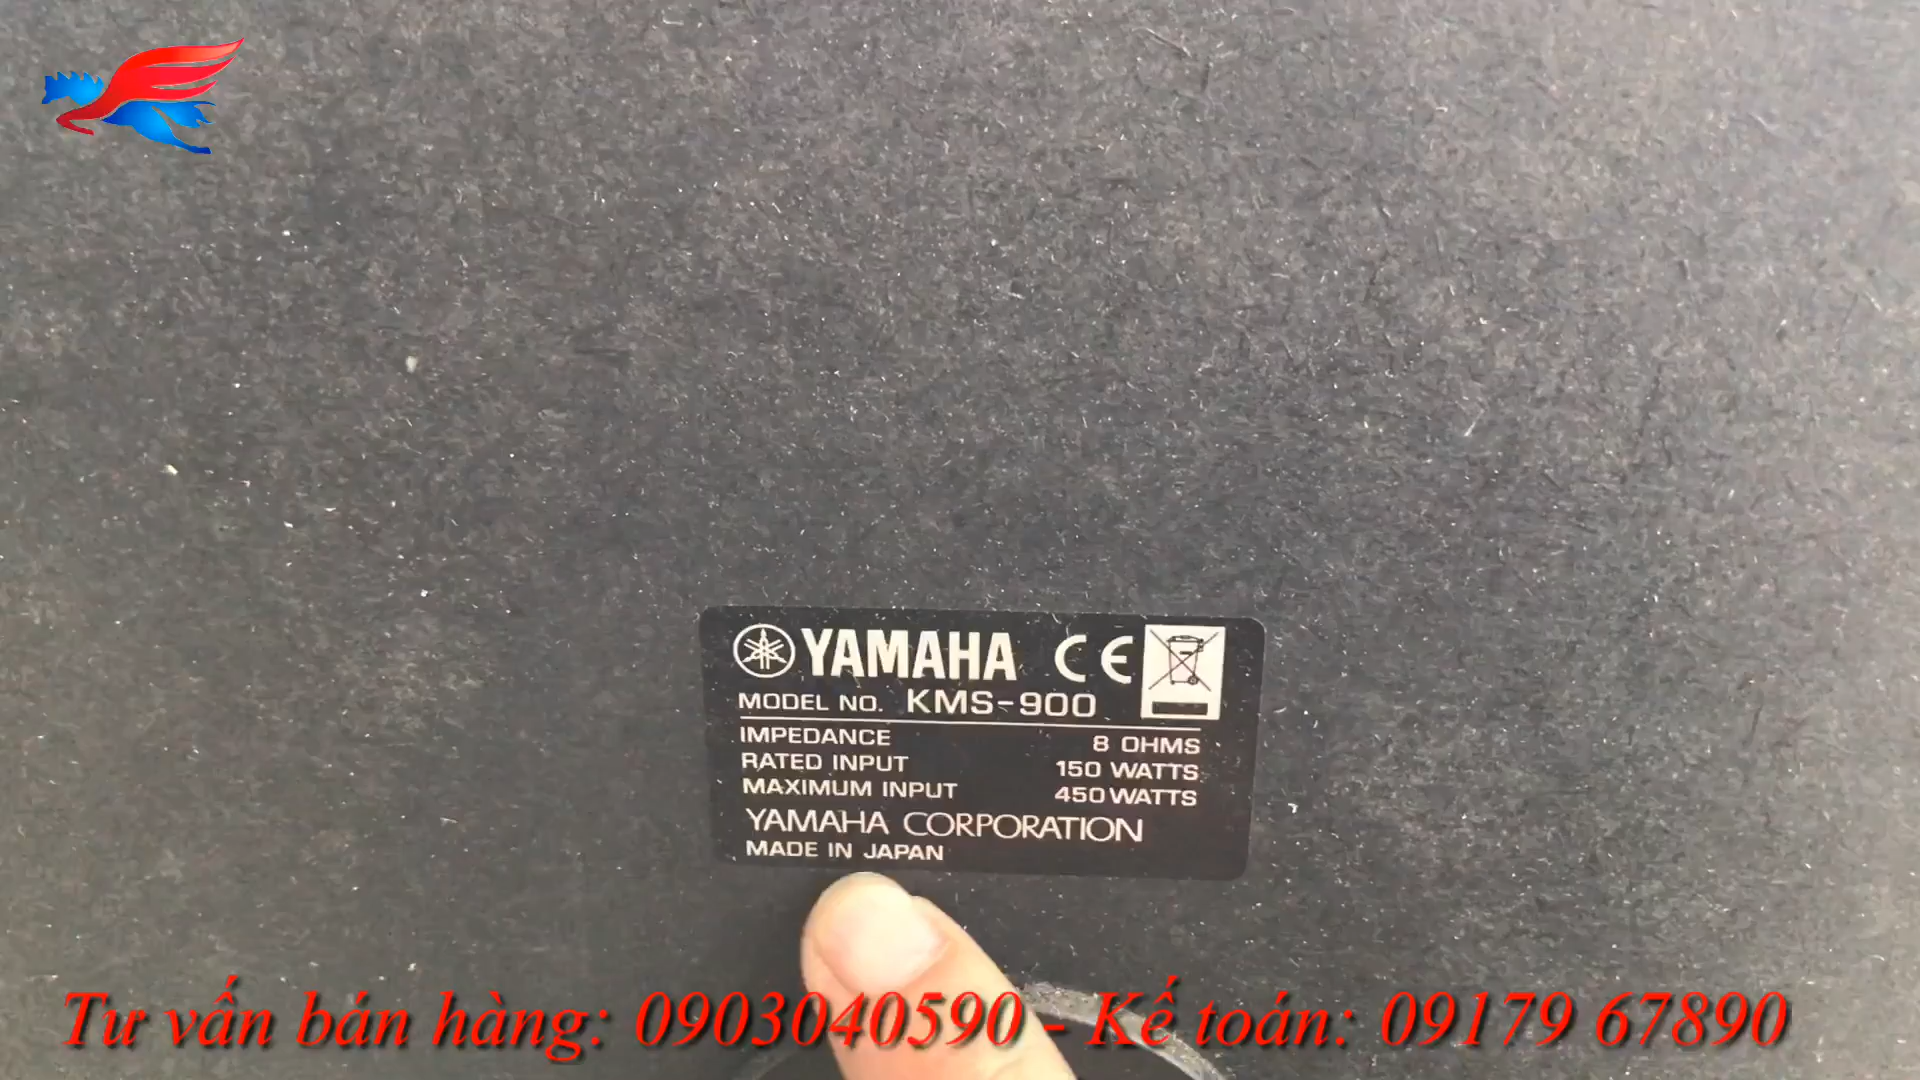 YAMAHA CE
MODEL NO. KMS-900
IMPEDANCE 8 OHMS
RATED INPUT 150 WATTS
MAXIMUM INPUT 450 WATTS
YAMAHA CORPORATION
MADE IN JAPAN
Tư vấn bán hàng: 0903040590 - Kế toán: 09179 67890